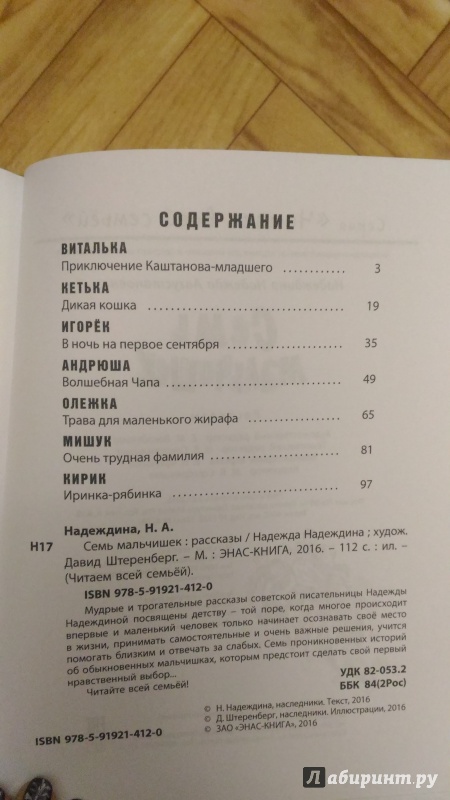 СОДЕРЖАНИЕ
ВИТАЛЬКА
Приключение Каштанова-младшего ................ 3
КЕТЬКА
Дикая кошка ................ 19
ИГОРЁК
В ночь на первое сентября ................ 35
АНДРЮША
Волшебная Чапа ................ 49
ОЛЕЖКА
Трава для маленького жирафа ................ 65
МИШУК
Очень трудная фамилия ................ 81
КИРИК
Иринка-рябинка ................ 97
Надеждина, Н. А.
Н17 Семь мальчишек : рассказы / Надежда Надеждина ; худож.
Давид Штеренберг. – М. : ЭНАС-КНИГА, 2016. – 112 с. : ил. –
(Читаем всей семьёй).
ISBN 978-5-91921-412-0
Мудрые и трогательные рассказы советской писательницы Надежды
Надеждиной посвящены детству – той поре, когда многое происходит
впервые и маленький человек только начинает осознавать своё место
в жизни, принимать самостоятельные и очень важные решения, учится
помогать близким и отвечать за слабых. Семь проникновенных историй
об обыкновенных мальчишках, которым предстоит сделать свой первый
нравственный выбор...
Читайте всей семьёй!
УДК 82-053.2
ББК 84(2Рос)
© Н. Надеждина, наследники. Текст, 2016
© Д. Штеренберг, наследники. Иллюстрации, 2016
ISBN 978-5-91921-412-0 © ЗАО «ЭНАС-КНИГА», 2016
Лабиринт.ру